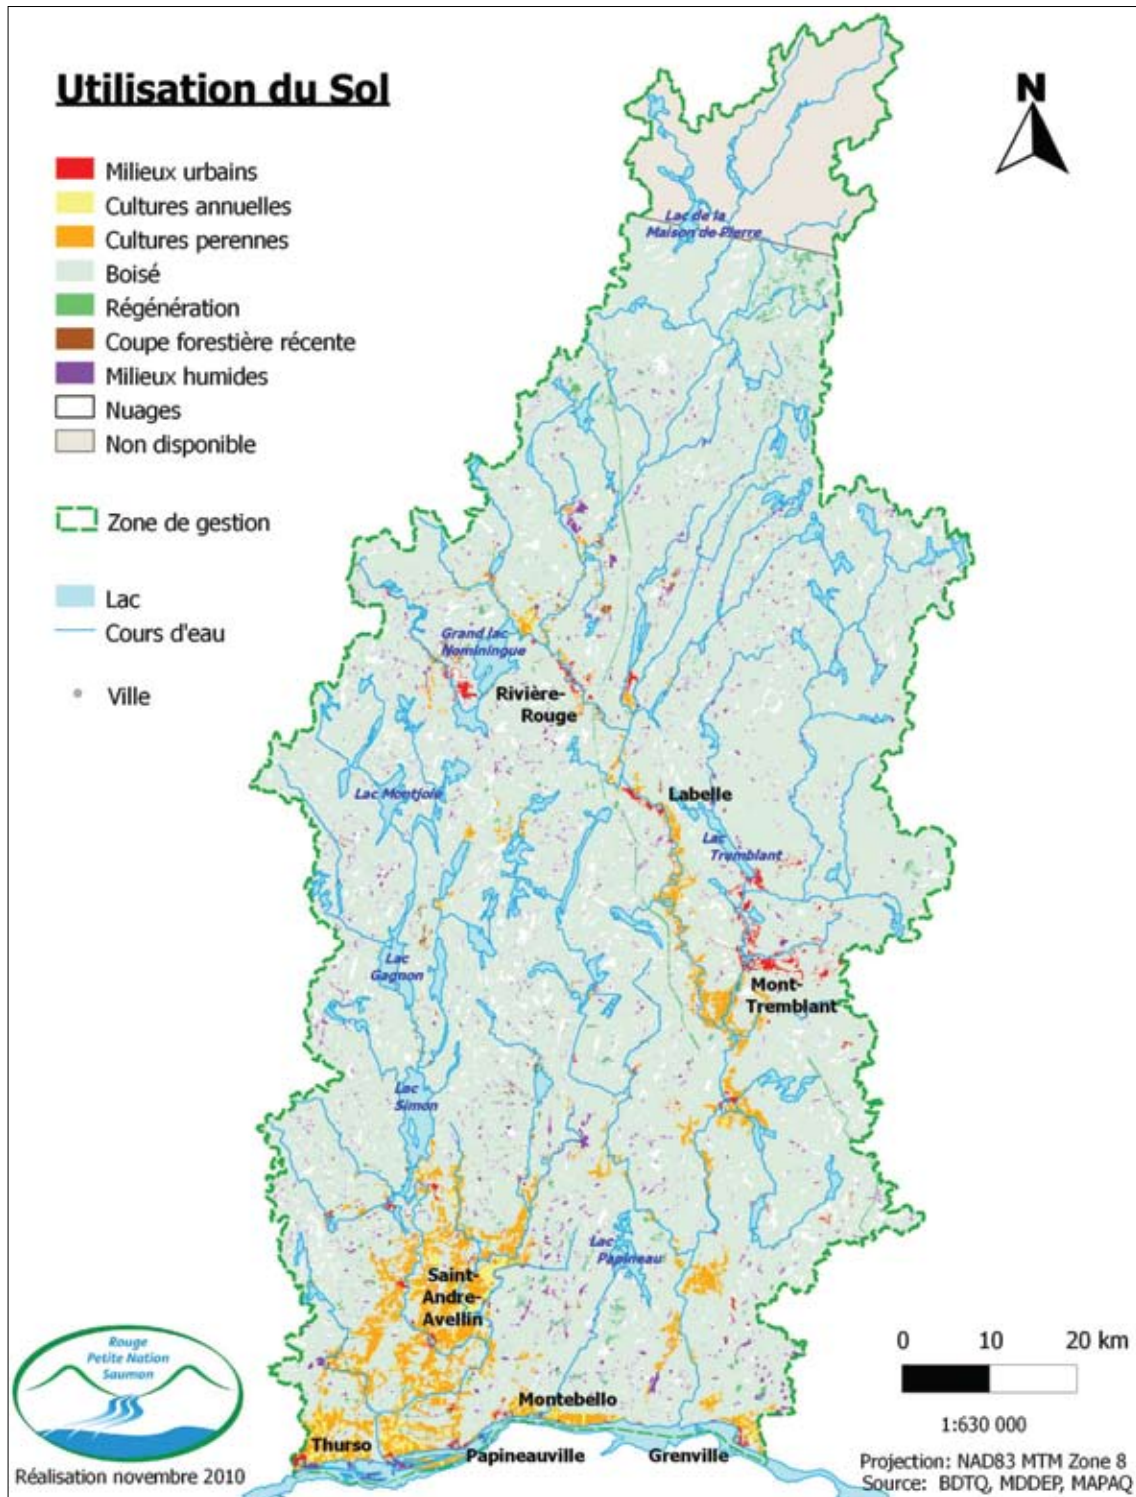 Utilisation du Sol
N
Milieux urbains
Cultures annuelles
Cultures perennes
Boisé
Régénération
Coupe forestière récente
Milieux humides
Nuages
Non disponible
Zone de gestion
Lac
Cours d'eau
Ville
Lac de la
Maison de Pierre
Grand lac
Nominingue
Rivière-
Rouge
Lac Montjoie
Labelle
Lac
Tremblant
Lac
Gagnon
Mont-
Tremblant
Lac
Simon
Lac
Papineau
Saint-
Andre-
Avellin
Montebello
Thurso
Papineauville
Grenville
Rouge
Petite Nation
Saumon
Réalisation novembre 2010
0 10 20 km
1:630 000
Projection: NAD83 MTM Zone 8
Source: BDTQ, MDDEP, MAPAQ